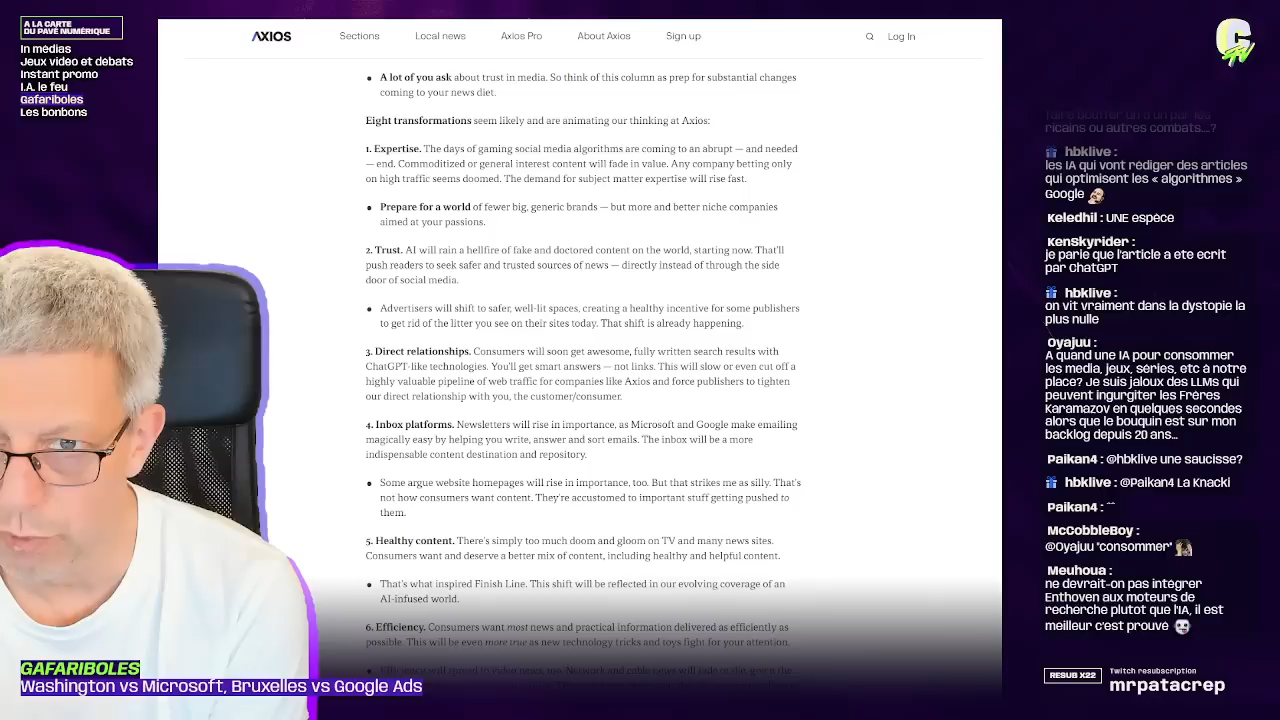 A LA CARTE
DU PAVÉ NUMÉRIQUE
In médias
Jeux vidéo et débats
Instant promo
I.A. le feu
Gafariboles
Les bonbons
AXIOS
Sections
Local news
Axios Pro
About Axios
Sign up
Log In
G
TV
• A lot of you ask about trust in media. So think of this column as prep for substantial changes
coming to your news diet.
Eight transformations seem likely and are animating our thinking at Axios:
1. Expertise. The days of gaming social media algorithms are coming to an abrupt — and needed
— end. Commoditized or general interest content will fade in value. Any company betting only
on high traffic seems doomed. The demand for subject matter expertise will rise fast.
• Prepare for a world of fewer big, generic brands — but more and better niche companies
aimed at your passions.
2. Trust. AI will rain a hellfire of fake and doctored content on the world, starting now. That'll
push readers to seek safer and trusted sources of news — directly instead of through the side
door of social media.
• Advertisers will shift to safer, well-lit spaces, creating a healthy incentive for some publishers
to get rid of the litter you see on their sites today. That shift is already happening.
3. Direct relationships. Consumers will soon get awesome, fully written search results with
ChatGPT-like technologies. You'll get smart answers — not links. This will slow or even cut off a
highly valuable pipeline of web traffic for companies like Axios and force publishers to tighten
our direct relationship with you, the customer/consumer.
4. Inbox platforms. Newsletters will rise in importance, as Microsoft and Google make emailing
magically easy by helping you write, answer and sort emails. The inbox will be a more
indispensable content destination and repository.
• Some argue website homepages will rise in importance, too. But that strikes me as silly. That's
not how consumers want content. They're accustomed to important stuff getting pushed to
them.
5. Healthy content. There's simply too much doom and gloom on TV and many news sites.
Consumers want and deserve a better mix of content, including healthy and helpful content.
• That's what inspired Finish Line. This shift will be reflected in our evolving coverage of an
AI-infused world.
6. Efficiency. Consumers want most news and practical information delivered as efficiently as
possible. This will be even more true as new technology tricks and toys fight for your attention.
faire bouffer un à un par les
ricains ou autres combats...?
hbklive :
les IA qui vont rédiger des articles
qui optimisent les « algorithmes »
Google
Keledhil : UNE espèce
Kenskyrider :
je parie que l'article a ete ecrit
par chatGPT
hbklive :
on vit vraiment dans la dystopie la
plus nulle
Oyajuu :
A quand une IA pour consommer
les media, jeux, séries, etc à notre
place? Je suis jaloux des LLMs qui
peuvent ingurgiter les Frères
Karamazov en quelques secondes
alors que le bouquin est sur mon
backlog depuis 20 ans...
Paikan4 : @hbklive une saucisse?
hbklive : @Paikan4 La Knacki
Paikan4 : ^^
McCobbleBoy :
@Oyajuu "consommer"
Meuhoua :
ne devrait-on pas intégrer
Enthoven aux moteurs de
recherche plutot que l'IA, il est
meilleur c'est prouvé
GAFARIBOLES
Washington vs Microsoft, Bruxelles vs Google Ads
RESUB X22
Twitch resubscription
mrpatacrep